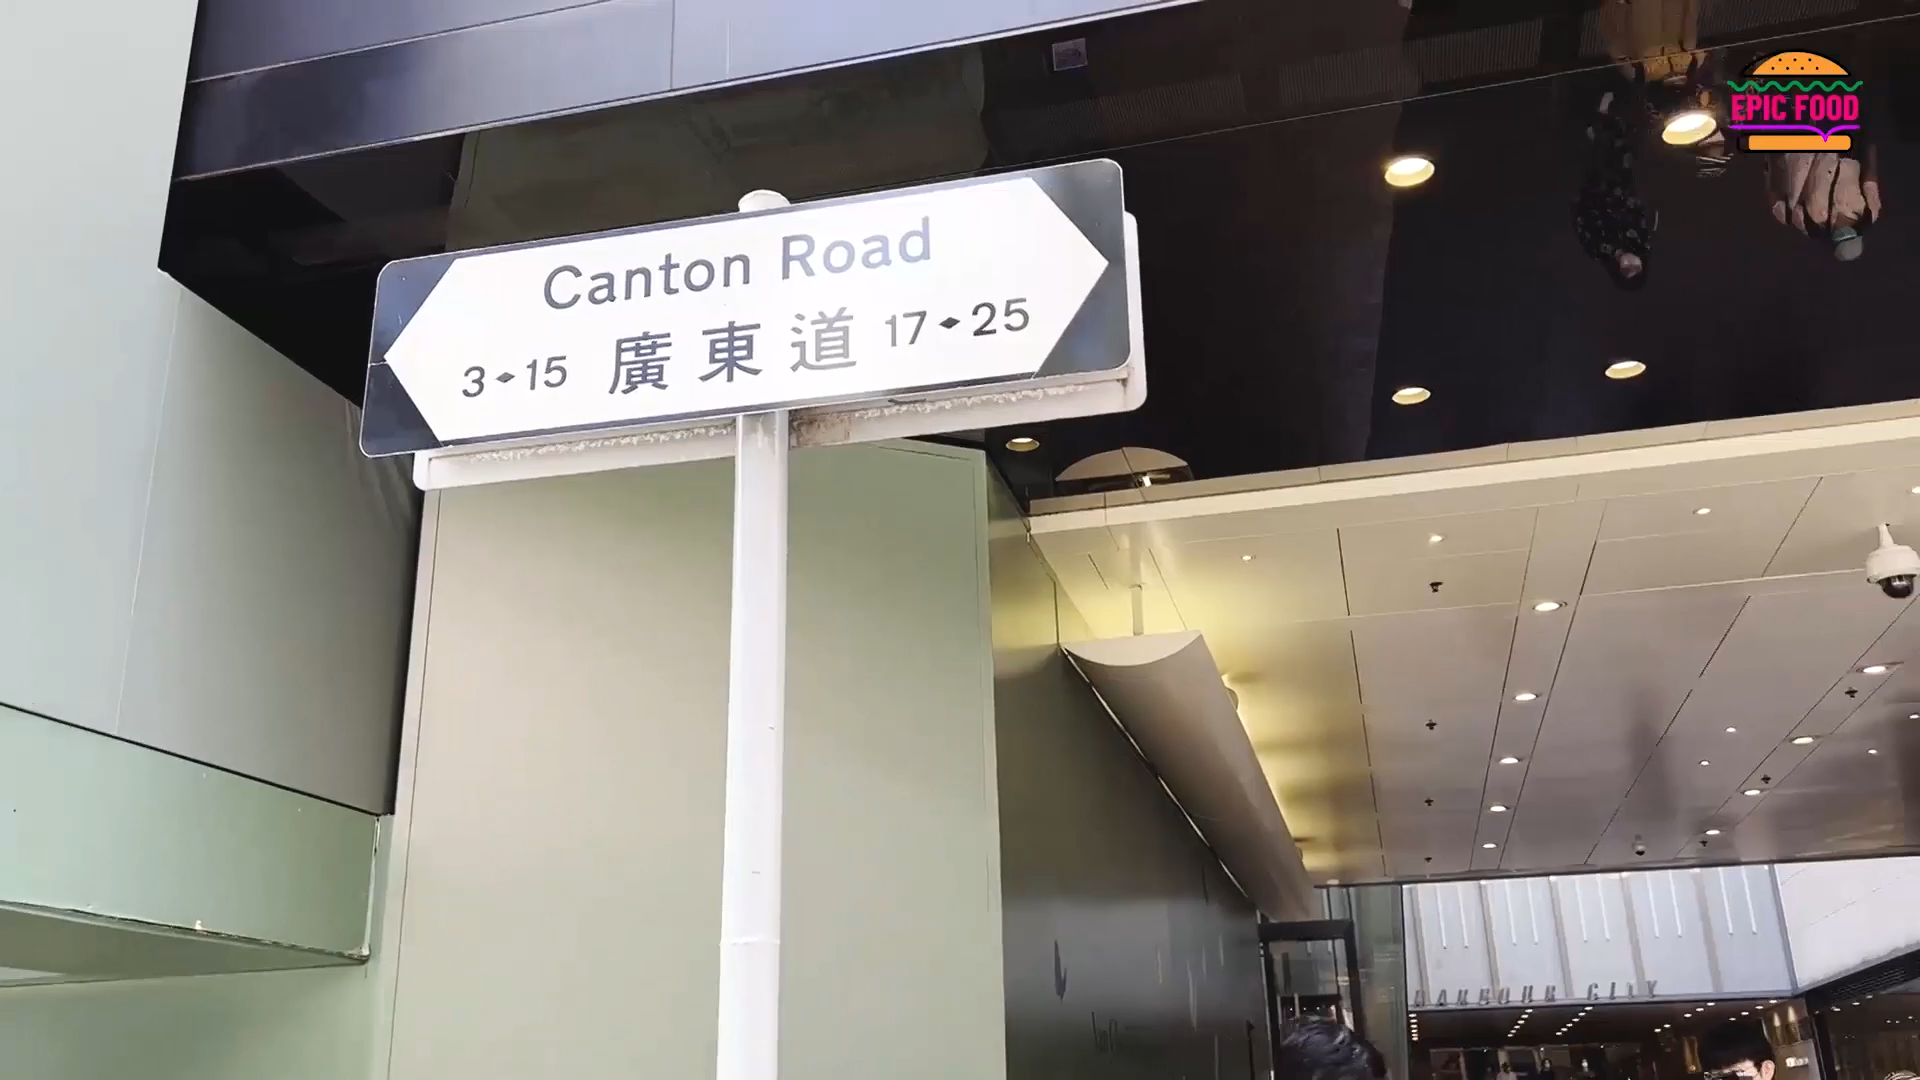 EPIC FOOD
Canton Road
3 15 廣東道 17 25
HARBOUR CITY